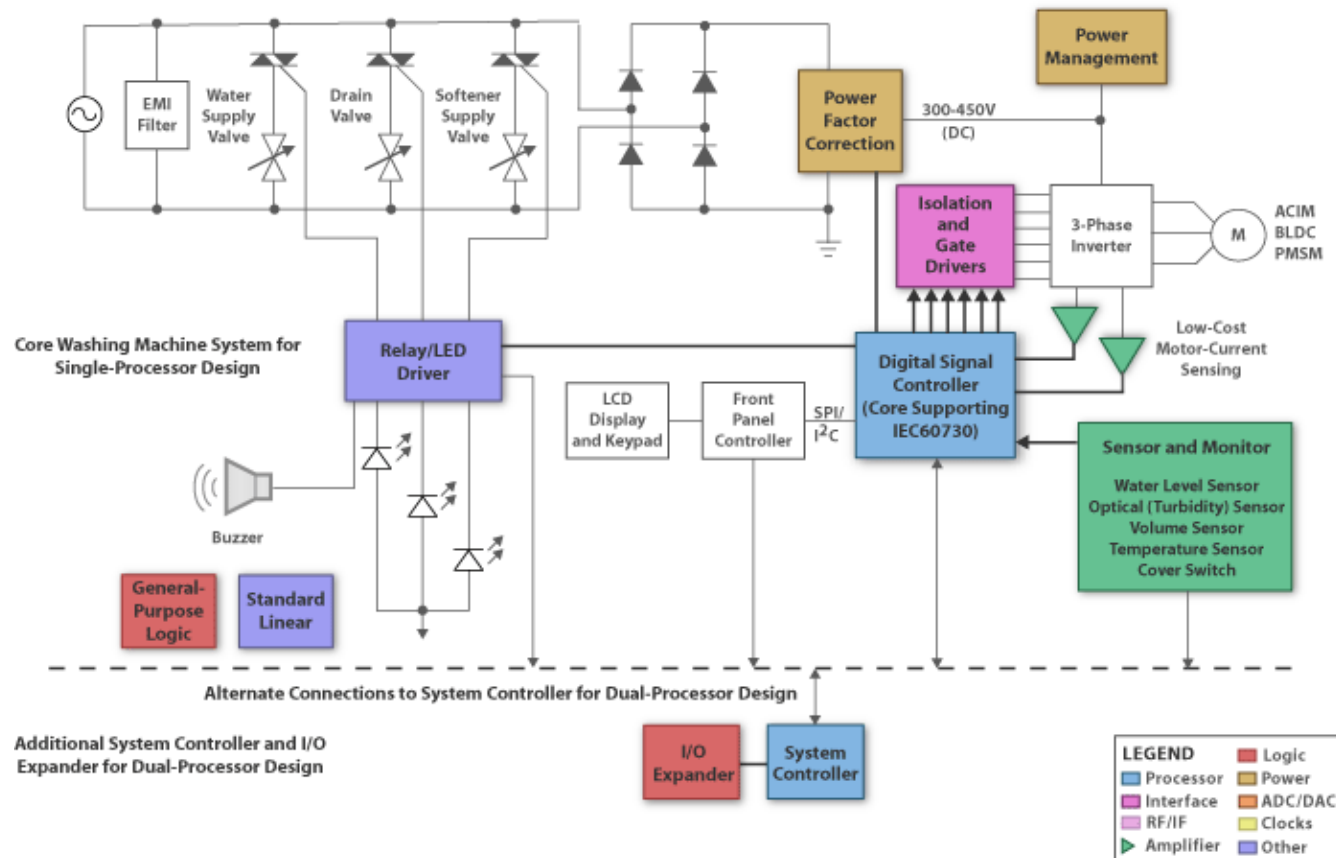 Power
Management
EMI
Filter
Water
Supply
Valve
Drain
Valve
Softener
Supply
Valve
Power
Factor
Correction
300-450V
(DC)
Isolation
and
Gate
Drivers
3-Phase
Inverter
M
ACIM
BLDC
PMSM
Low-Cost
Motor-Current
Sensing
Core Washing Machine System for
Single-Processor Design
Relay/LED
Driver
LCD
Display
and Keypad
Front
Panel
Controller
SPI/
I²C
Digital Signal
Controller
(Core Supporting
IEC60730)
Sensor and Monitor
Water Level Sensor
Optical (Turbidity) Sensor
Volume Sensor
Temperature Sensor
Cover Switch
Buzzer
General-
Purpose
Logic
Standard
Linear
Alternate Connections to System Controller for Dual-Processor Design
Additional System Controller and I/O
Expander for Dual-Processor Design
I/O
Expander
System
Controller
LEGEND
Processor
Interface
RF/IF
Amplifier
Logic
Power
ADC/DAC
Clocks
Other